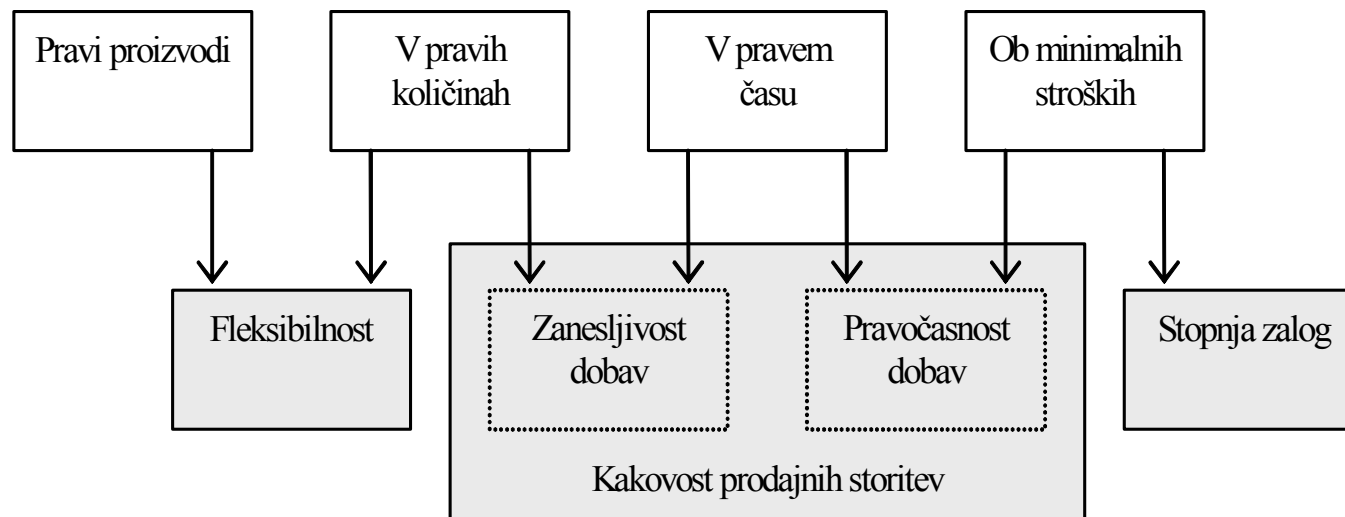 Pravi proizvodi
V pravih
količinah
V pravem
času
Ob minimalnih
stroških
Fleksibilnost
Zanesljivost
dobav
Pravočasnost
dobav
Stopnja zalog
Kakovost prodajnih storitev